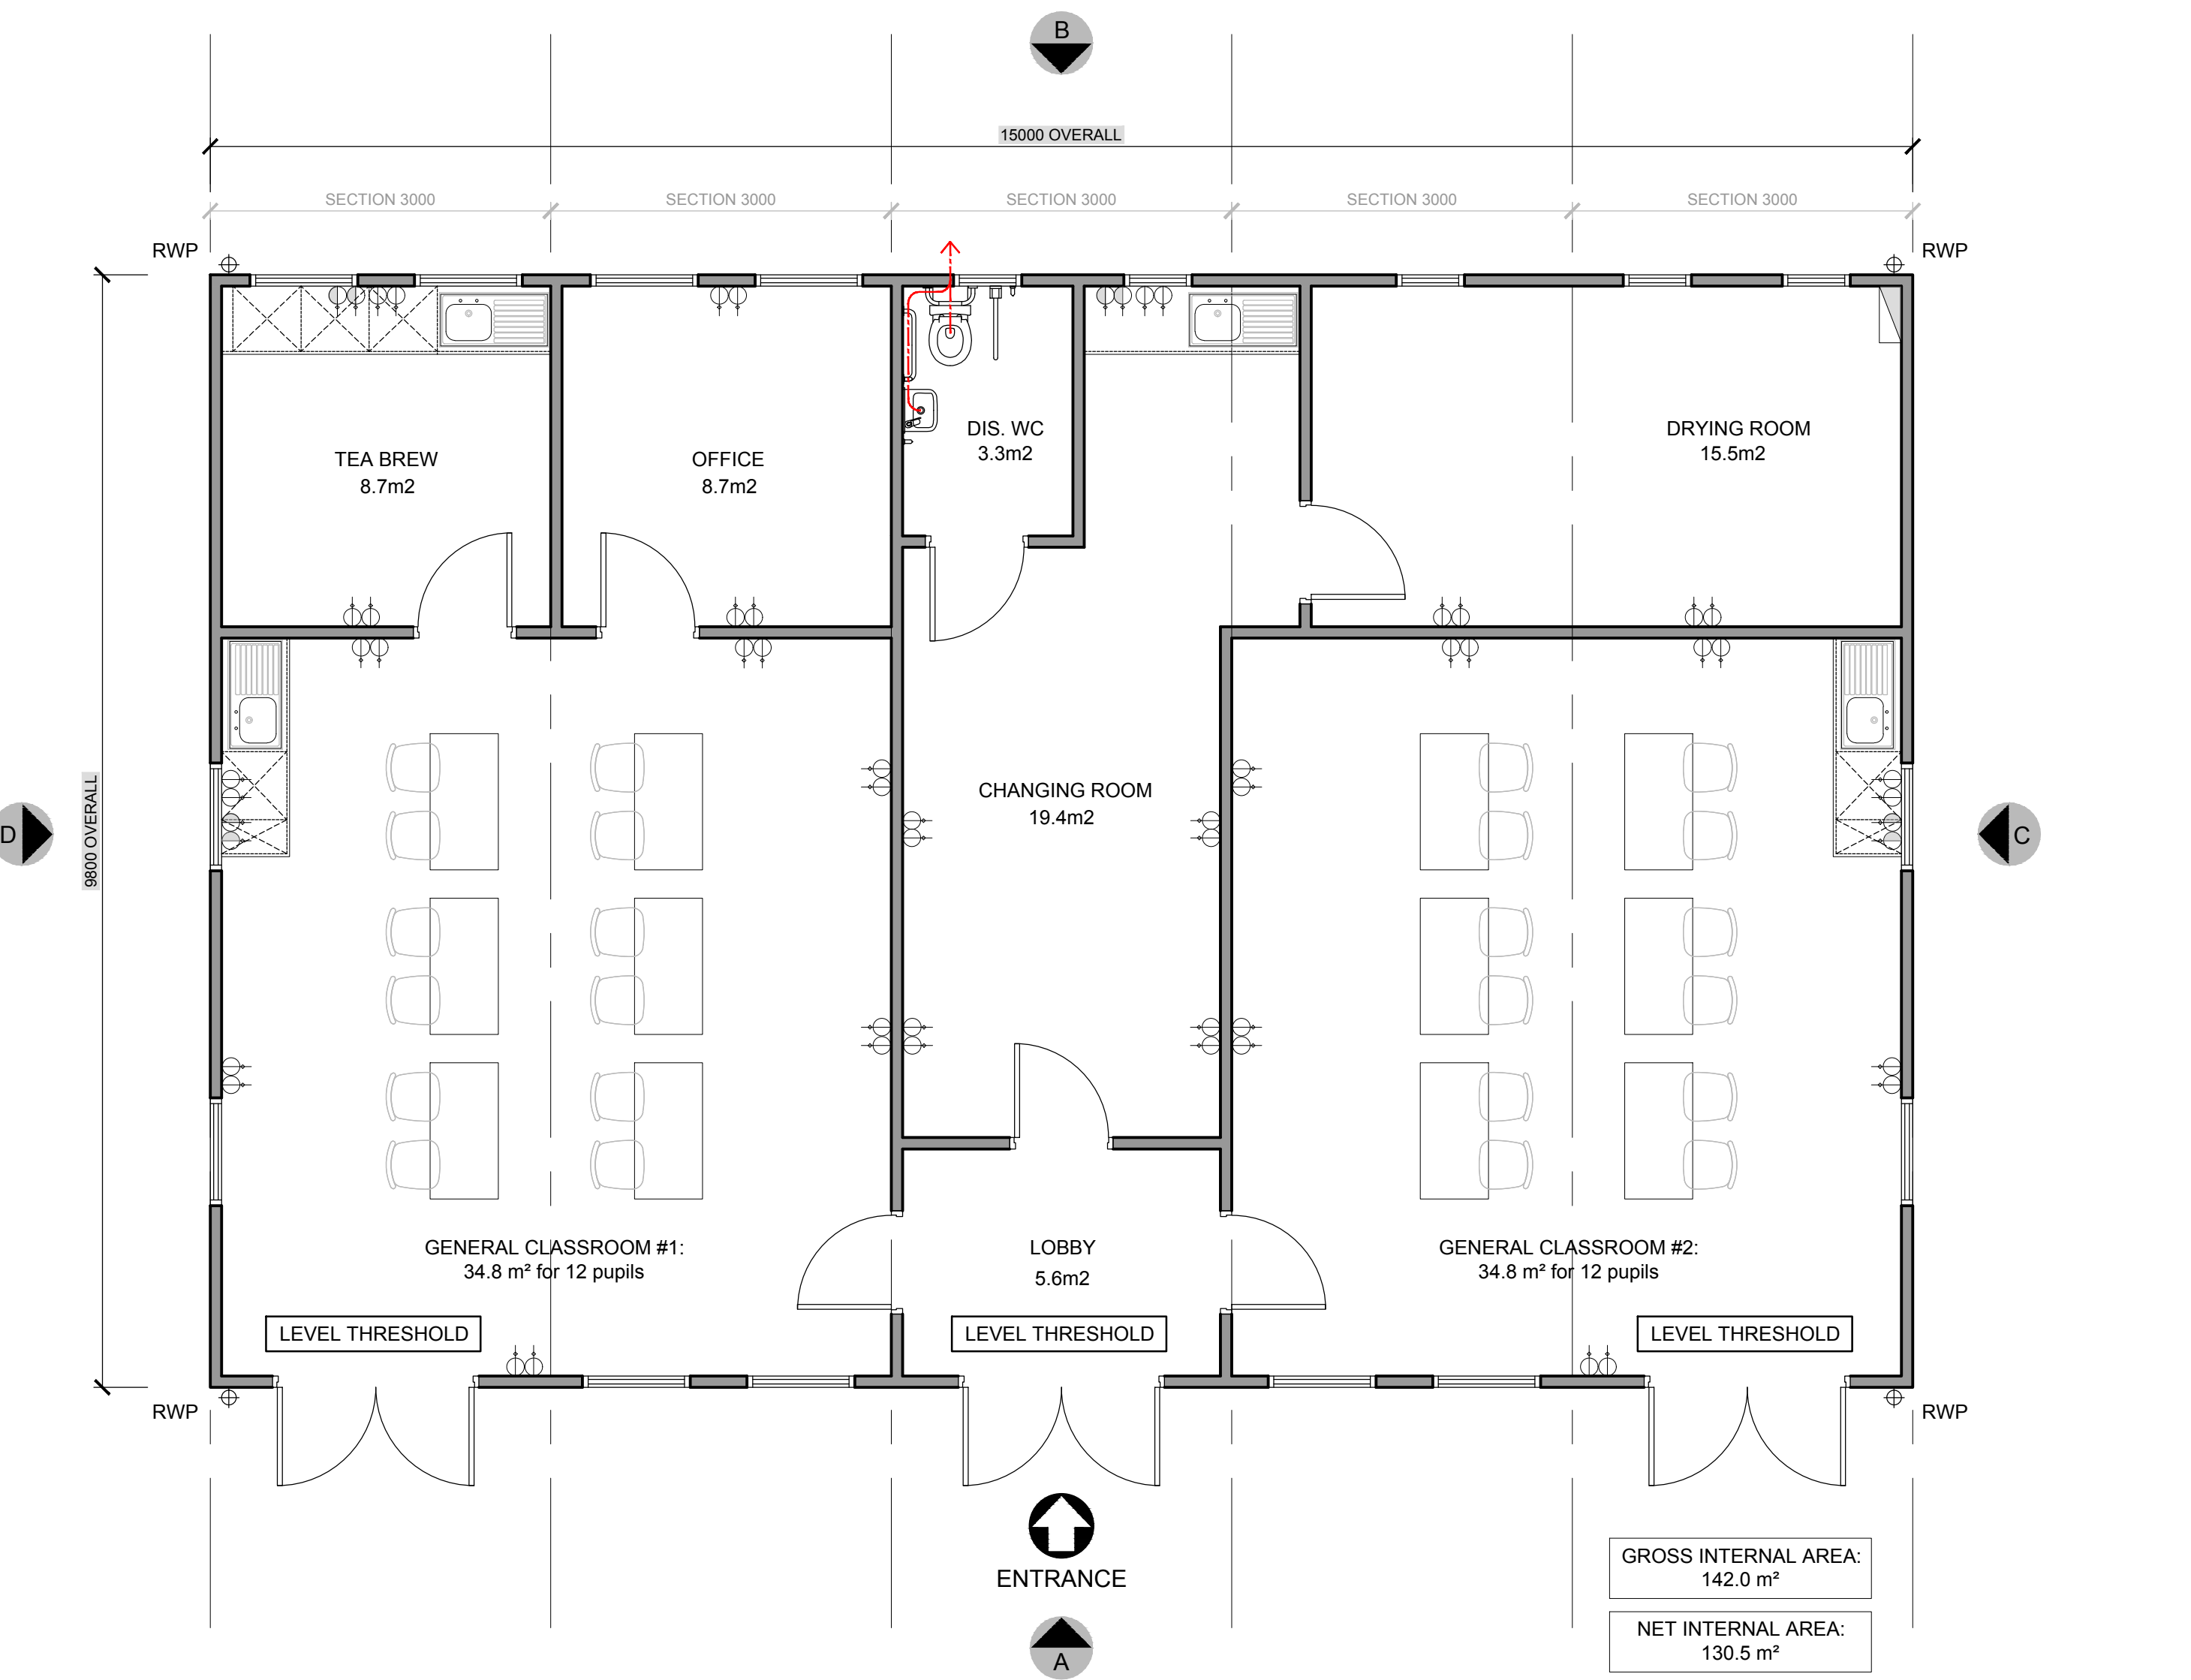 B
15000 OVERALL
SECTION 3000
SECTION 3000
SECTION 3000
SECTION 3000
SECTION 3000
RWP
RWP
TEA BREW
8.7m2
OFFICE
8.7m2
DIS. WC
3.3m2
DRYING ROOM
15.5m2
9800 OVERALL
D
CHANGING ROOM
19.4m2
C
GENERAL CLASSROOM #1:
34.8 m² for 12 pupils
LOBBY
5.6m2
GENERAL CLASSROOM #2:
34.8 m² for 12 pupils
LEVEL THRESHOLD
LEVEL THRESHOLD
LEVEL THRESHOLD
RWP
RWP
ENTRANCE
A
GROSS INTERNAL AREA:
142.0 m²
NET INTERNAL AREA:
130.5 m²